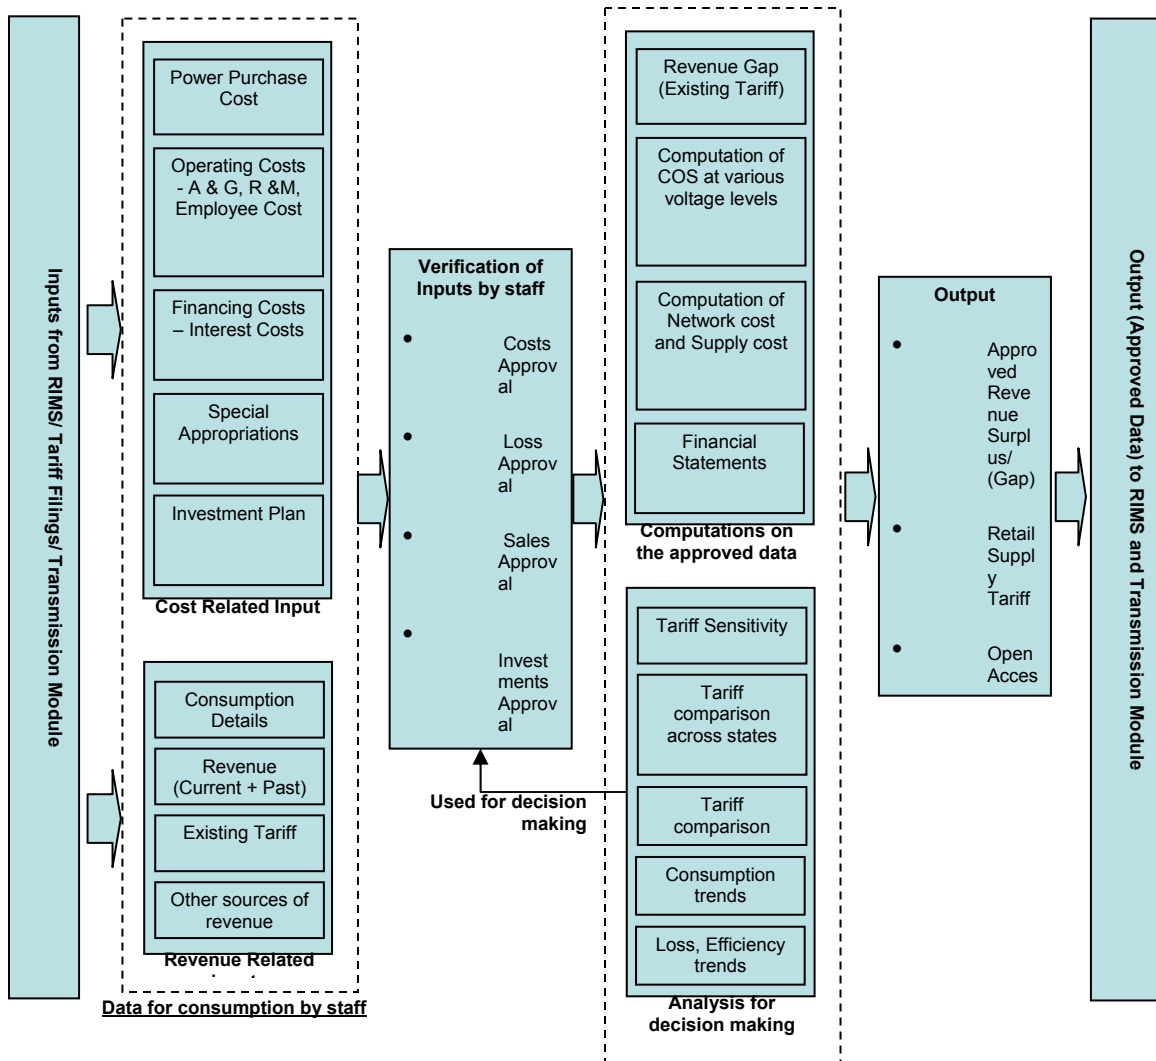 Inputs from RIMS/ Tariff Filings/ Transmission Module
Power Purchase
Cost
Operating Costs
- A & G, R &M,
Employee Cost
Financing Costs
– Interest Costs
Special
Appropriations
Investment Plan
Cost Related Input
Consumption
Details
Revenue
(Current + Past)
Existing Tariff
Other sources of
revenue
Revenue Related
Data for consumption by staff
Verification of
Inputs by staff
• Costs
Approv
al
• Loss
Approv
al
• Sales
Approv
al
•
Invest
ments
Approv
al
Used for decision
making
Revenue Gap
(Existing Tariff)
Computation of
COS at various
voltage levels
Computation of
Network cost
and Supply cost
Financial
Statements
Computations on
the approved data
Tariff Sensitivity
Tariff
comparison
across states
Tariff
comparison
Consumption
trends
Loss, Efficiency
trends
Analysis for
decision making
Output
• Appro
ved
Reve
nue
Surpl
us/
(Gap)
• Retail
Suppl
y
Tariff
• Open
Acces
Output (Approved Data) to RIMS and Transmission Module